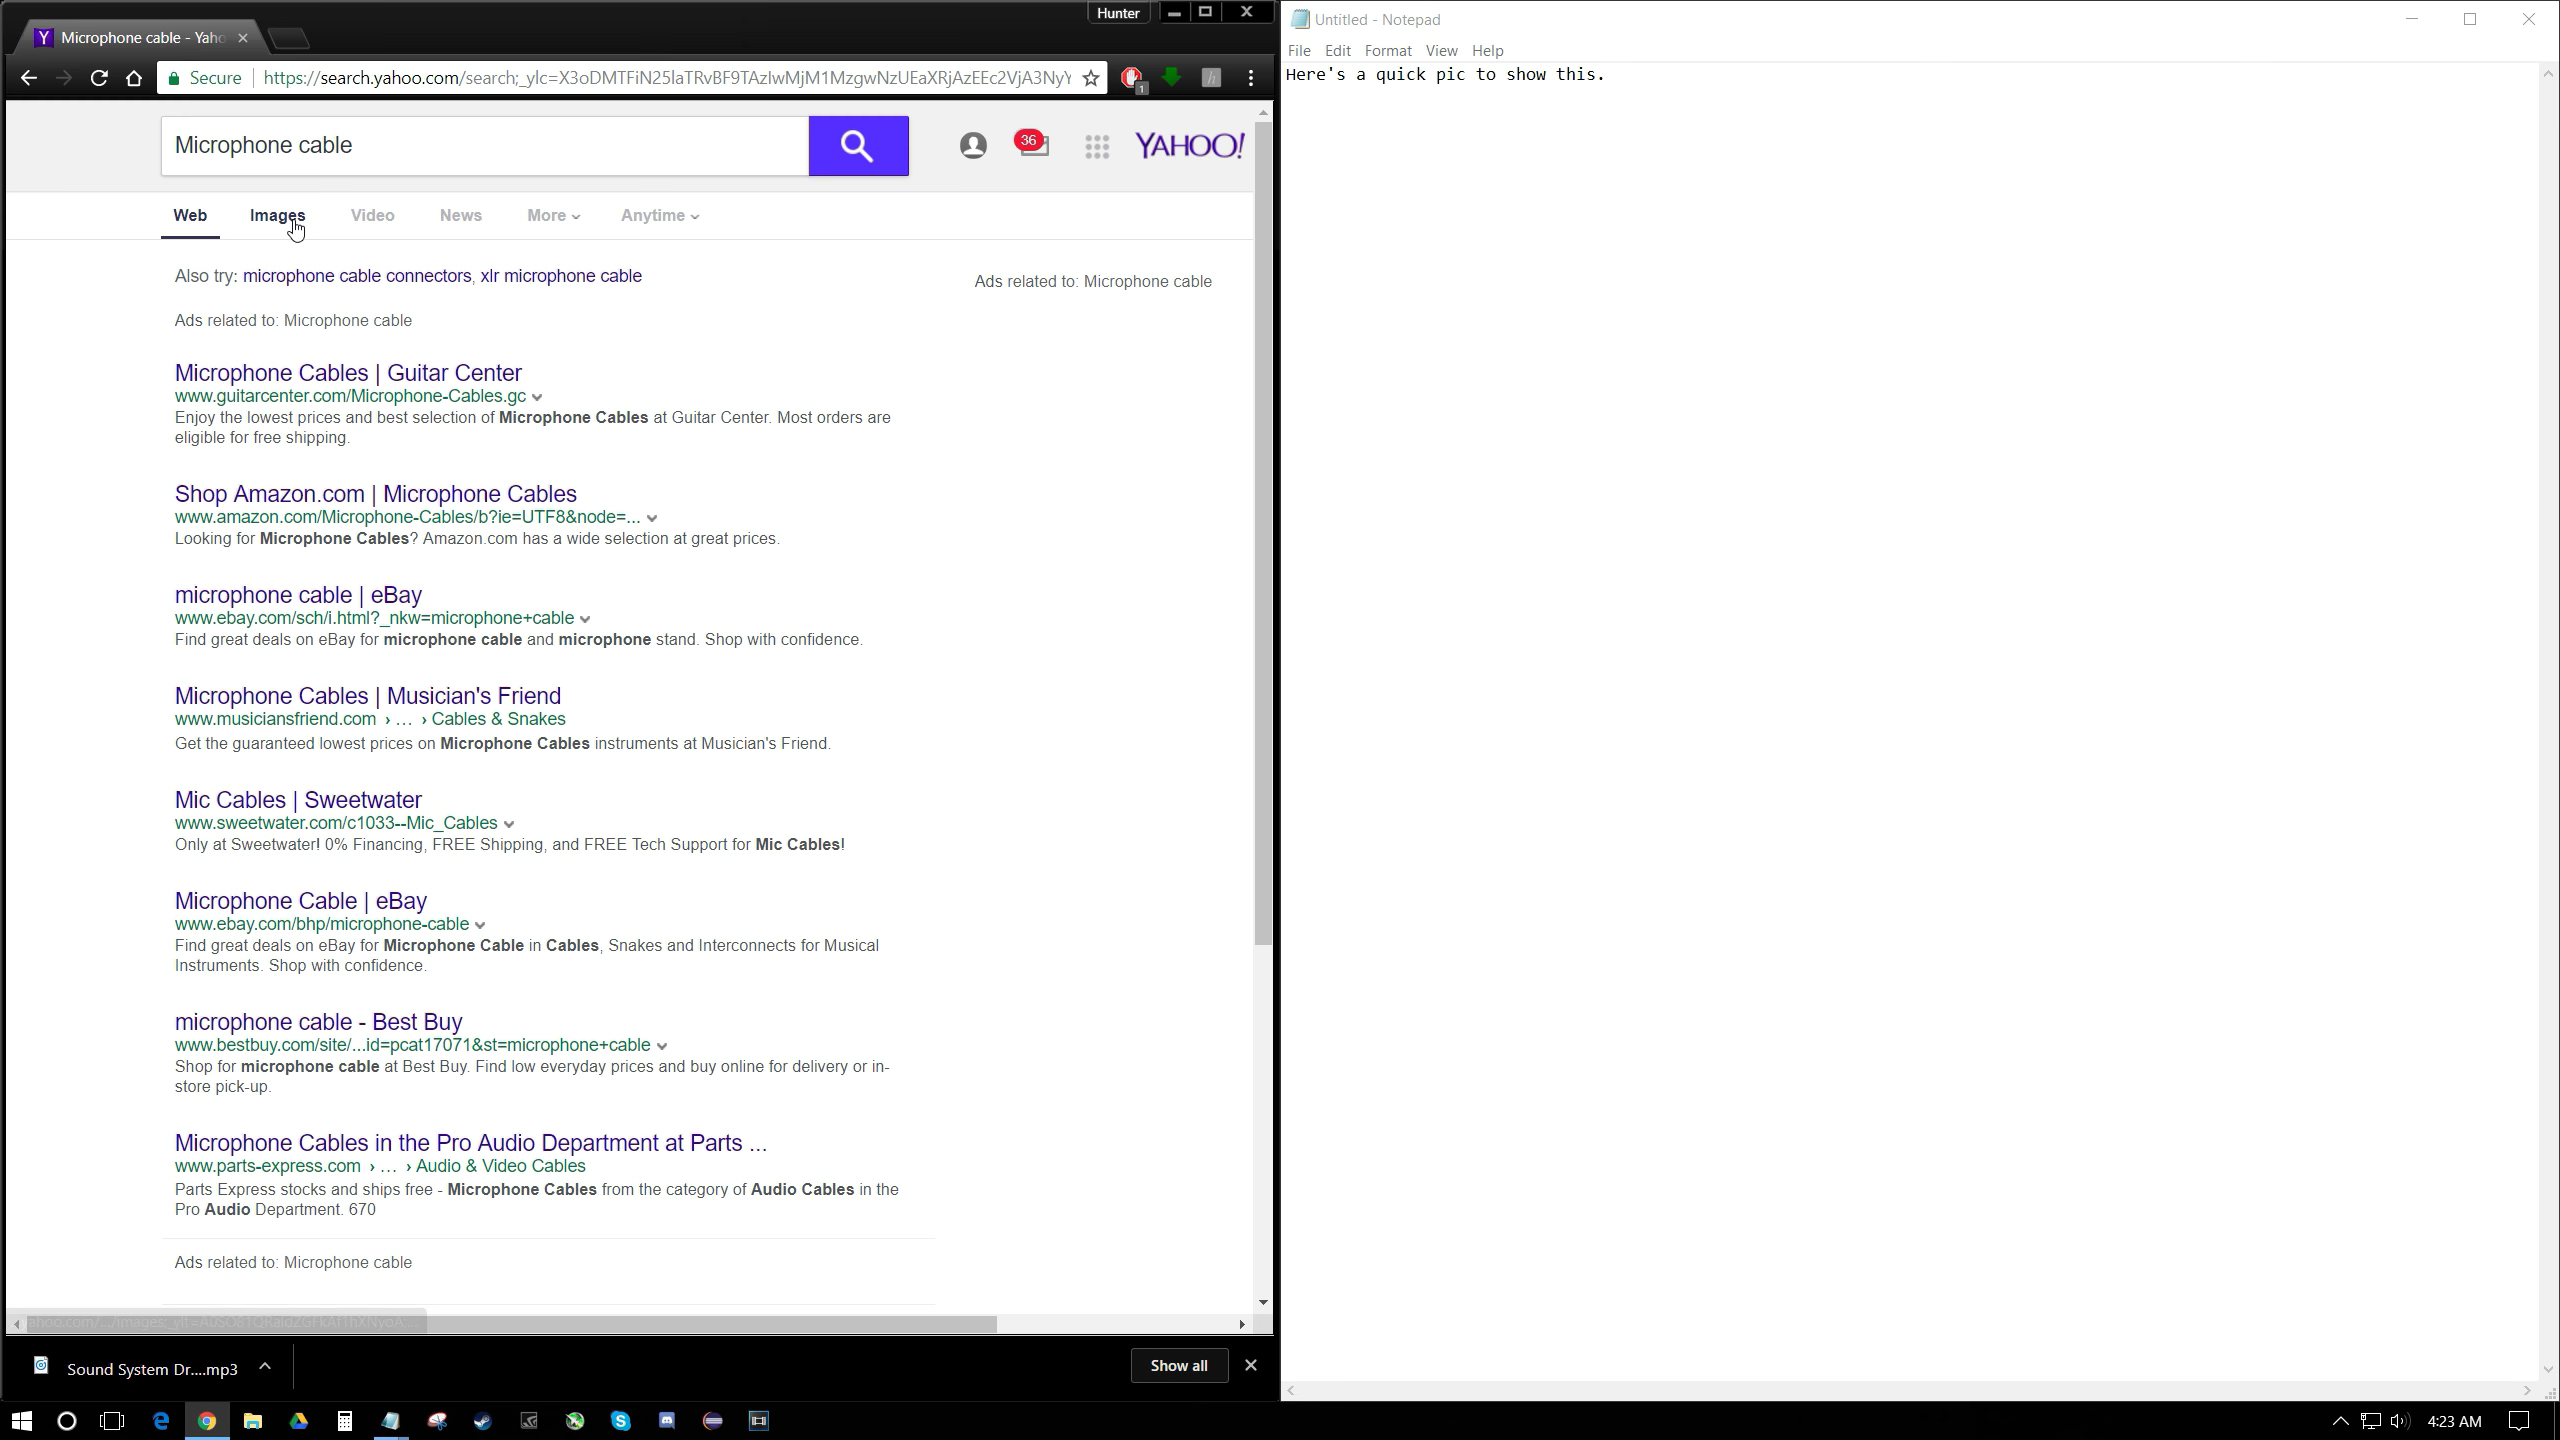 Hunter
Microphone cable - Yaho
Secure
https://search.yahoo.com/search;_ylc=X3oDMTFiN25laTRvBF9TAzIwMjM1MzgwNzUEaXRjAzEEc2VjA3NyY
1
Microphone cable
36
YAHOO!
Web Images Video News More Anytime
Also try: microphone cable connectors, xlr microphone cable
Ads related to: Microphone cable
Ads related to: Microphone cable
Microphone Cables | Guitar Center
www.guitarcenter.com/Microphone-Cables.gc
Enjoy the lowest prices and best selection of Microphone Cables at Guitar Center. Most orders are
eligible for free shipping.
Shop Amazon.com | Microphone Cables
www.amazon.com/Microphone-Cables/b?ie=UTF8&node=...
Looking for Microphone Cables? Amazon.com has a wide selection at great prices.
microphone cable | eBay
www.ebay.com/sch/i.html?_nkw=microphone+cable
Find great deals on eBay for microphone cable and microphone stand. Shop with confidence.
Microphone Cables | Musician's Friend
www.musiciansfriend.com › ... › Cables & Snakes
Get the guaranteed lowest prices on Microphone Cables instruments at Musician's Friend.
Mic Cables | Sweetwater
www.sweetwater.com/c1033--Mic_Cables
Only at Sweetwater! 0% Financing, FREE Shipping, and FREE Tech Support for Mic Cables!
Microphone Cable | eBay
www.ebay.com/bhp/microphone-cable
Find great deals on eBay for Microphone Cable in Cables, Snakes and Interconnects for Musical
Instruments. Shop with confidence.
microphone cable - Best Buy
www.bestbuy.com/site/...id=pcat17071&st=microphone+cable
Shop for microphone cable at Best Buy. Find low everyday prices and buy online for delivery or in-
store pick-up.
Microphone Cables in the Pro Audio Department at Parts ...
www.parts-express.com › ... › Audio & Video Cables
Parts Express stocks and ships free - Microphone Cables from the category of Audio Cables in the
Pro Audio Department. 670
Ads related to: Microphone cable
Sound System Dr....mp3
Show all
Untitled - Notepad
File Edit Format View Help
Here's a quick pic to show this.
4:23 AM